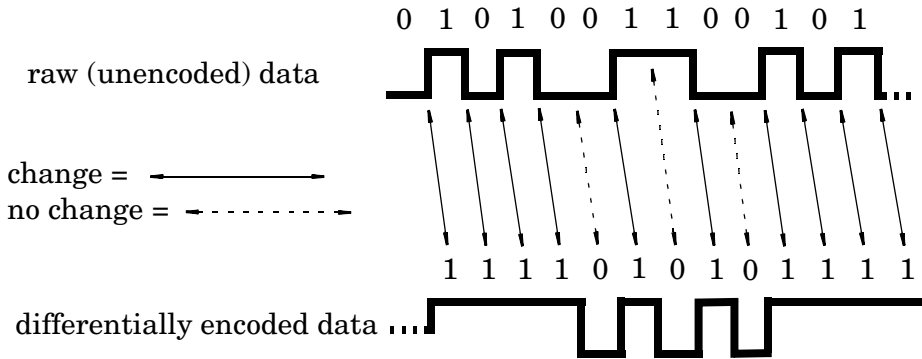 0 1 0 1 0 0 1 1 0 0 1 0 1
raw (unencoded) data
change =
no change =
1 1 1 1 0 1 0 1 0 1 1 1 1
differentially encoded data